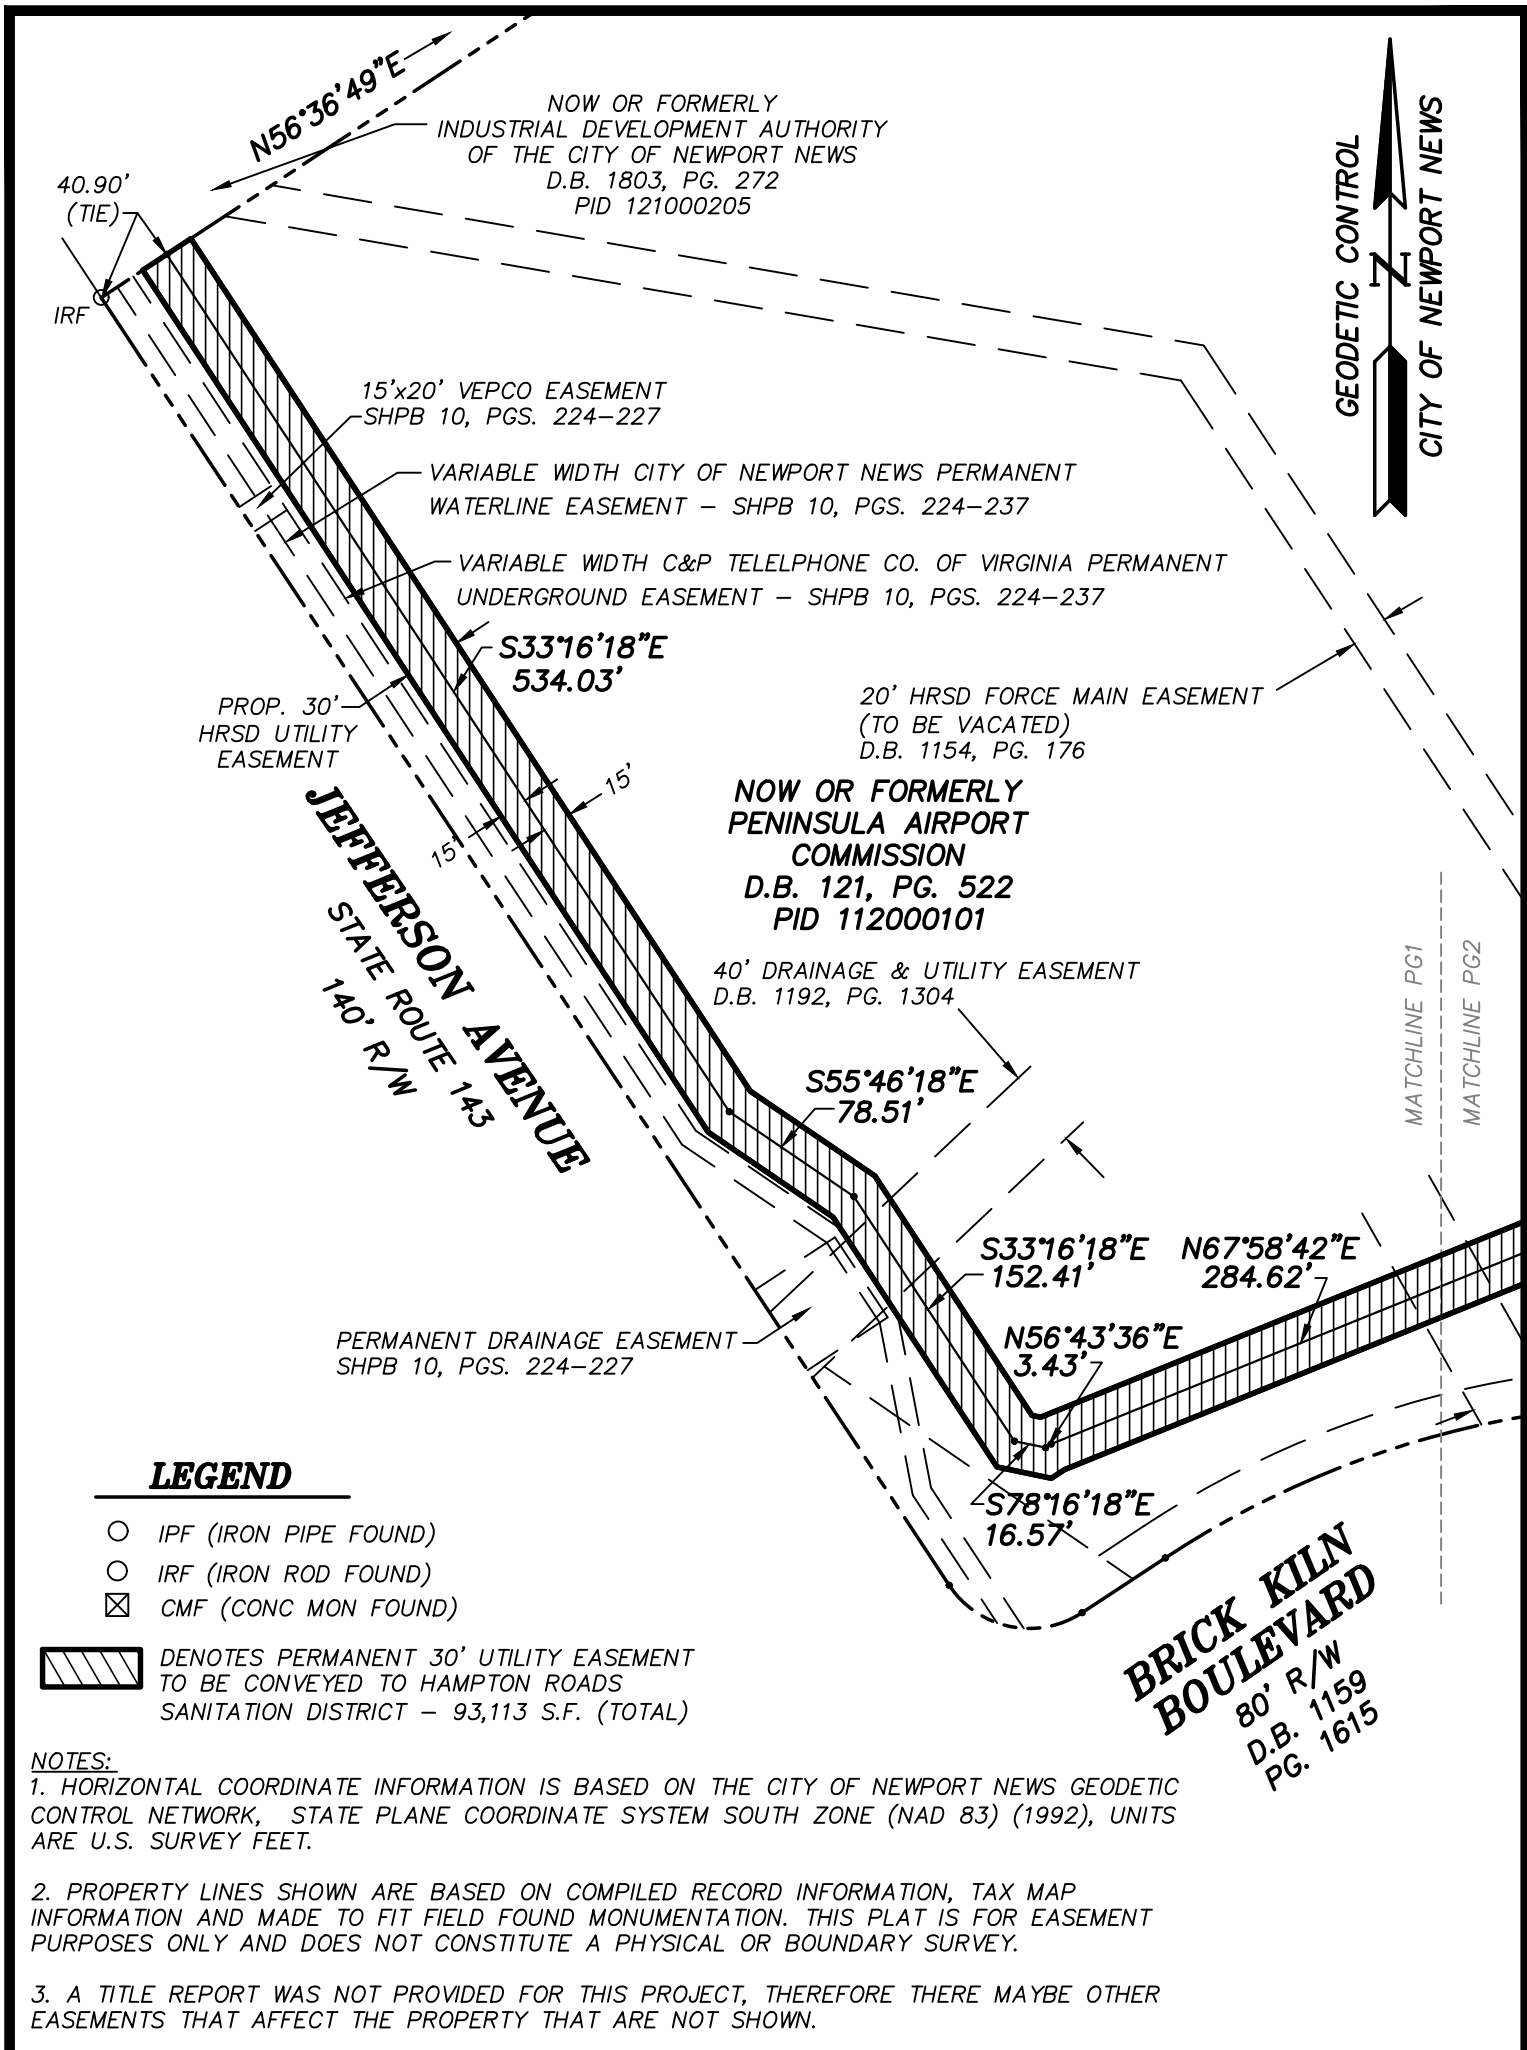 N56°36'49"E
NOW OR FORMERLY
INDUSTRIAL DEVELOPMENT AUTHORITY
OF THE CITY OF NEWPORT NEWS
D.B. 1803, PG. 272
PID 121000205
40.90'
(TIE)
IRF
GEODETIC CONTROL
CITY OF NEWPORT NEWS
N
15'x20' VEPCO EASEMENT
SHPB 10, PGS. 224-227
VARIABLE WIDTH CITY OF NEWPORT NEWS PERMANENT
WATERLINE EASEMENT - SHPB 10, PGS. 224-237
VARIABLE WIDTH C&P TELELPHONE CO. OF VIRGINIA PERMANENT
UNDERGROUND EASEMENT - SHPB 10, PGS. 224-237
S33°16'18"E
534.03'
PROP. 30'
HRSD UTILITY
EASEMENT
20' HRSD FORCE MAIN EASEMENT
(TO BE VACATED)
D.B. 1154, PG. 176
15'
15'
NOW OR FORMERLY
PENINSULA AIRPORT
COMMISSION
D.B. 121, PG. 522
PID 112000101
JEFFERSON AVENUE
STATE ROUTE 143
140' R/W
40' DRAINAGE & UTILITY EASEMENT
D.B. 1192, PG. 1304
MATCHLINE PG1
MATCHLINE PG2
S55°46'18"E
78.51'
S33°16'18"E
152.41'
N67°58'42"E
284.62'
N56°43'36"E
3.43'
PERMANENT DRAINAGE EASEMENT
SHPB 10, PGS. 224-227
S78°16'18"E
16.57'
BRICK KILN
BOULEVARD
80' R/W
D.B. 1159
PG. 1615
LEGEND
IPF (IRON PIPE FOUND)
IRF (IRON ROD FOUND)
CMF (CONC MON FOUND)
DENOTES PERMANENT 30' UTILITY EASEMENT
TO BE CONVEYED TO HAMPTON ROADS
SANITATION DISTRICT - 93,113 S.F. (TOTAL)
NOTES:
1. HORIZONTAL COORDINATE INFORMATION IS BASED ON THE CITY OF NEWPORT NEWS GEODETIC
CONTROL NETWORK, STATE PLANE COORDINATE SYSTEM SOUTH ZONE (NAD 83) (1992), UNITS
ARE U.S. SURVEY FEET.
2. PROPERTY LINES SHOWN ARE BASED ON COMPILED RECORD INFORMATION, TAX MAP
INFORMATION AND MADE TO FIT FIELD FOUND MONUMENTATION. THIS PLAT IS FOR EASEMENT
PURPOSES ONLY AND DOES NOT CONSTITUTE A PHYSICAL OR BOUNDARY SURVEY.
3. A TITLE REPORT WAS NOT PROVIDED FOR THIS PROJECT, THEREFORE THERE MAYBE OTHER
EASEMENTS THAT AFFECT THE PROPERTY THAT ARE NOT SHOWN.